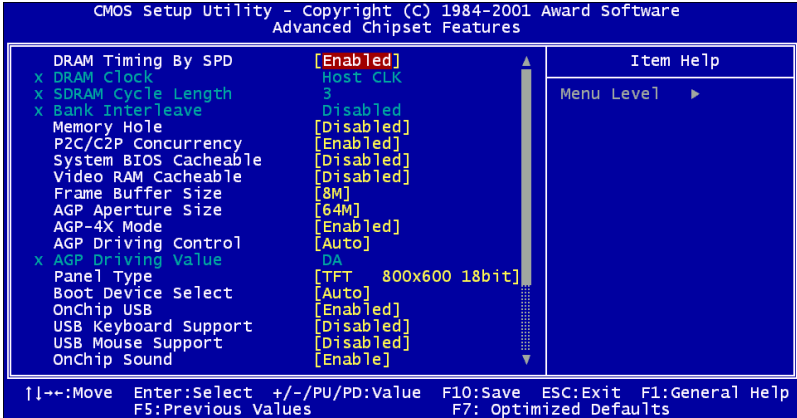 CMOS Setup Utility – Copyright (C) 1984-2001 Award Software
Advanced Chipset Features
DRAM Timing By SPD [Enabled]
x DRAM Clock Host CLK
x SDRAM Cycle Length 3
x Bank Interleave Disabled
Memory Hole [Disabled]
P2C/C2P Concurrency [Enabled]
System BIOS Cacheable [Disabled]
Video RAM Cacheable [Disabled]
Frame Buffer Size [8M]
AGP Aperture Size [64M]
AGP-4X Mode [Enabled]
AGP Driving Control [Auto]
x AGP Driving Value DA
Panel Type [TFT 800x600 18bit]
Boot Device Select [Auto]
OnChip USB [Enabled]
USB Keyboard Support [Disabled]
USB Mouse Support [Disabled]
OnChip Sound [Enable]
Item Help
Menu Level ▶
↑↓→←:Move Enter:Select +/-/PU/PD:Value F10:Save ESC:Exit F1:General Help
F5:Previous Values F7: Optimized Defaults